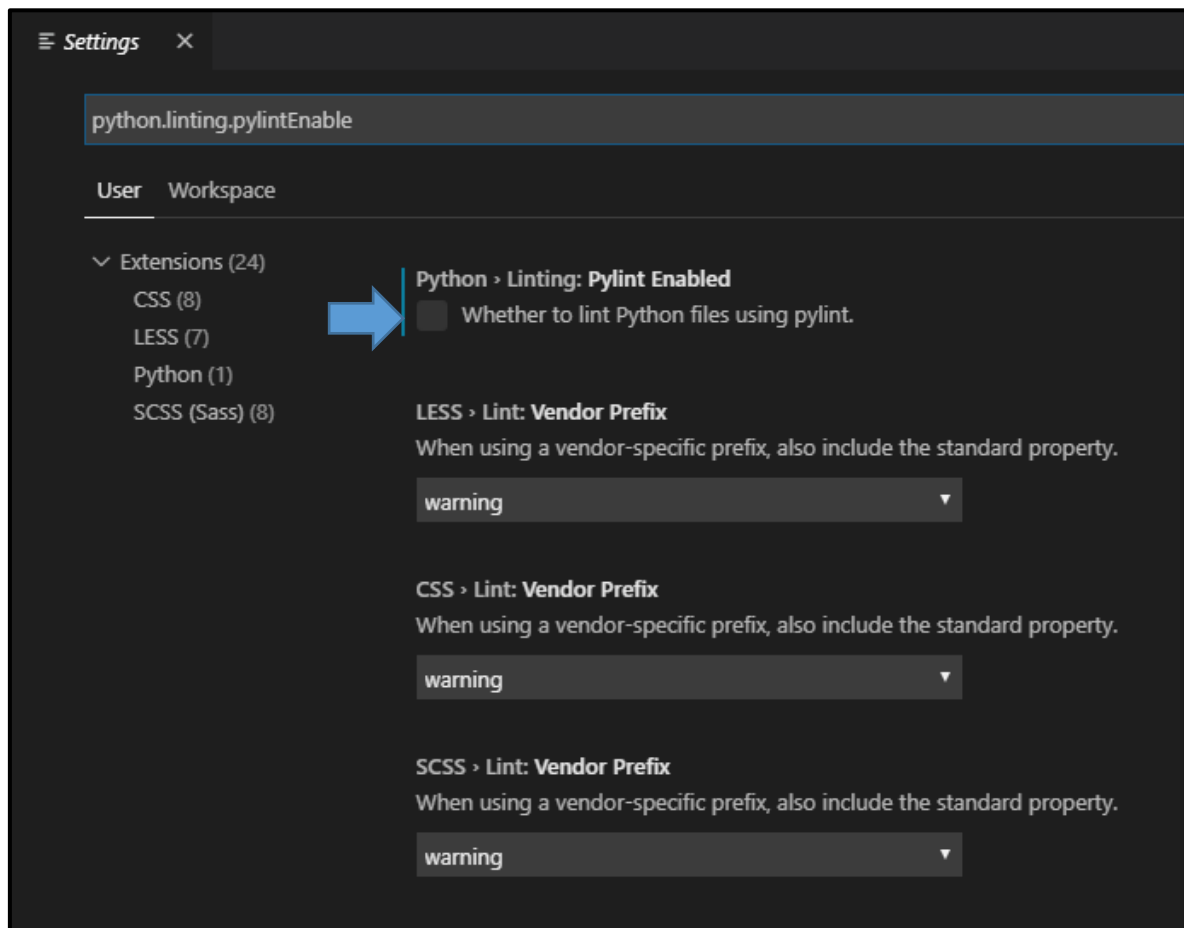 Settings
python.linting.pylintEnable
User Workspace
Extensions (24)
CSS (8)
LESS (7)
Python (1)
SCSS (Sass) (8)
Python › Linting: Pylint Enabled
Whether to lint Python files using pylint.
LESS › Lint: Vendor Prefix
When using a vendor-specific prefix, also include the standard property.
warning
CSS › Lint: Vendor Prefix
When using a vendor-specific prefix, also include the standard property.
warning
SCSS › Lint: Vendor Prefix
When using a vendor-specific prefix, also include the standard property.
warning